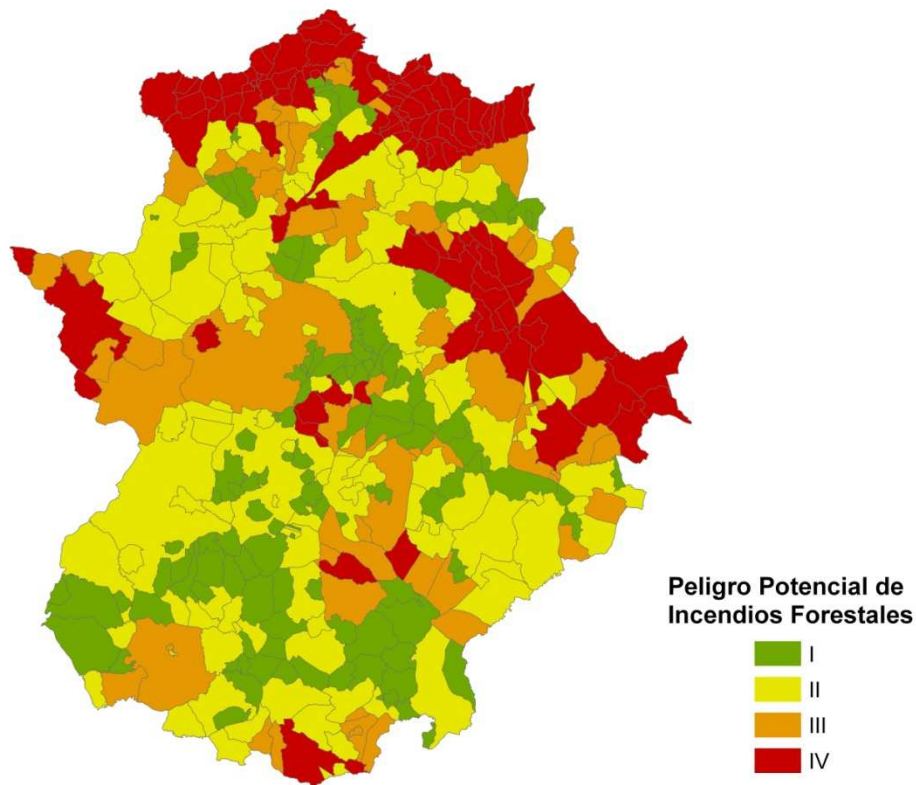 Peligro Potencial de
Incendios Forestales
I
II
III
IV